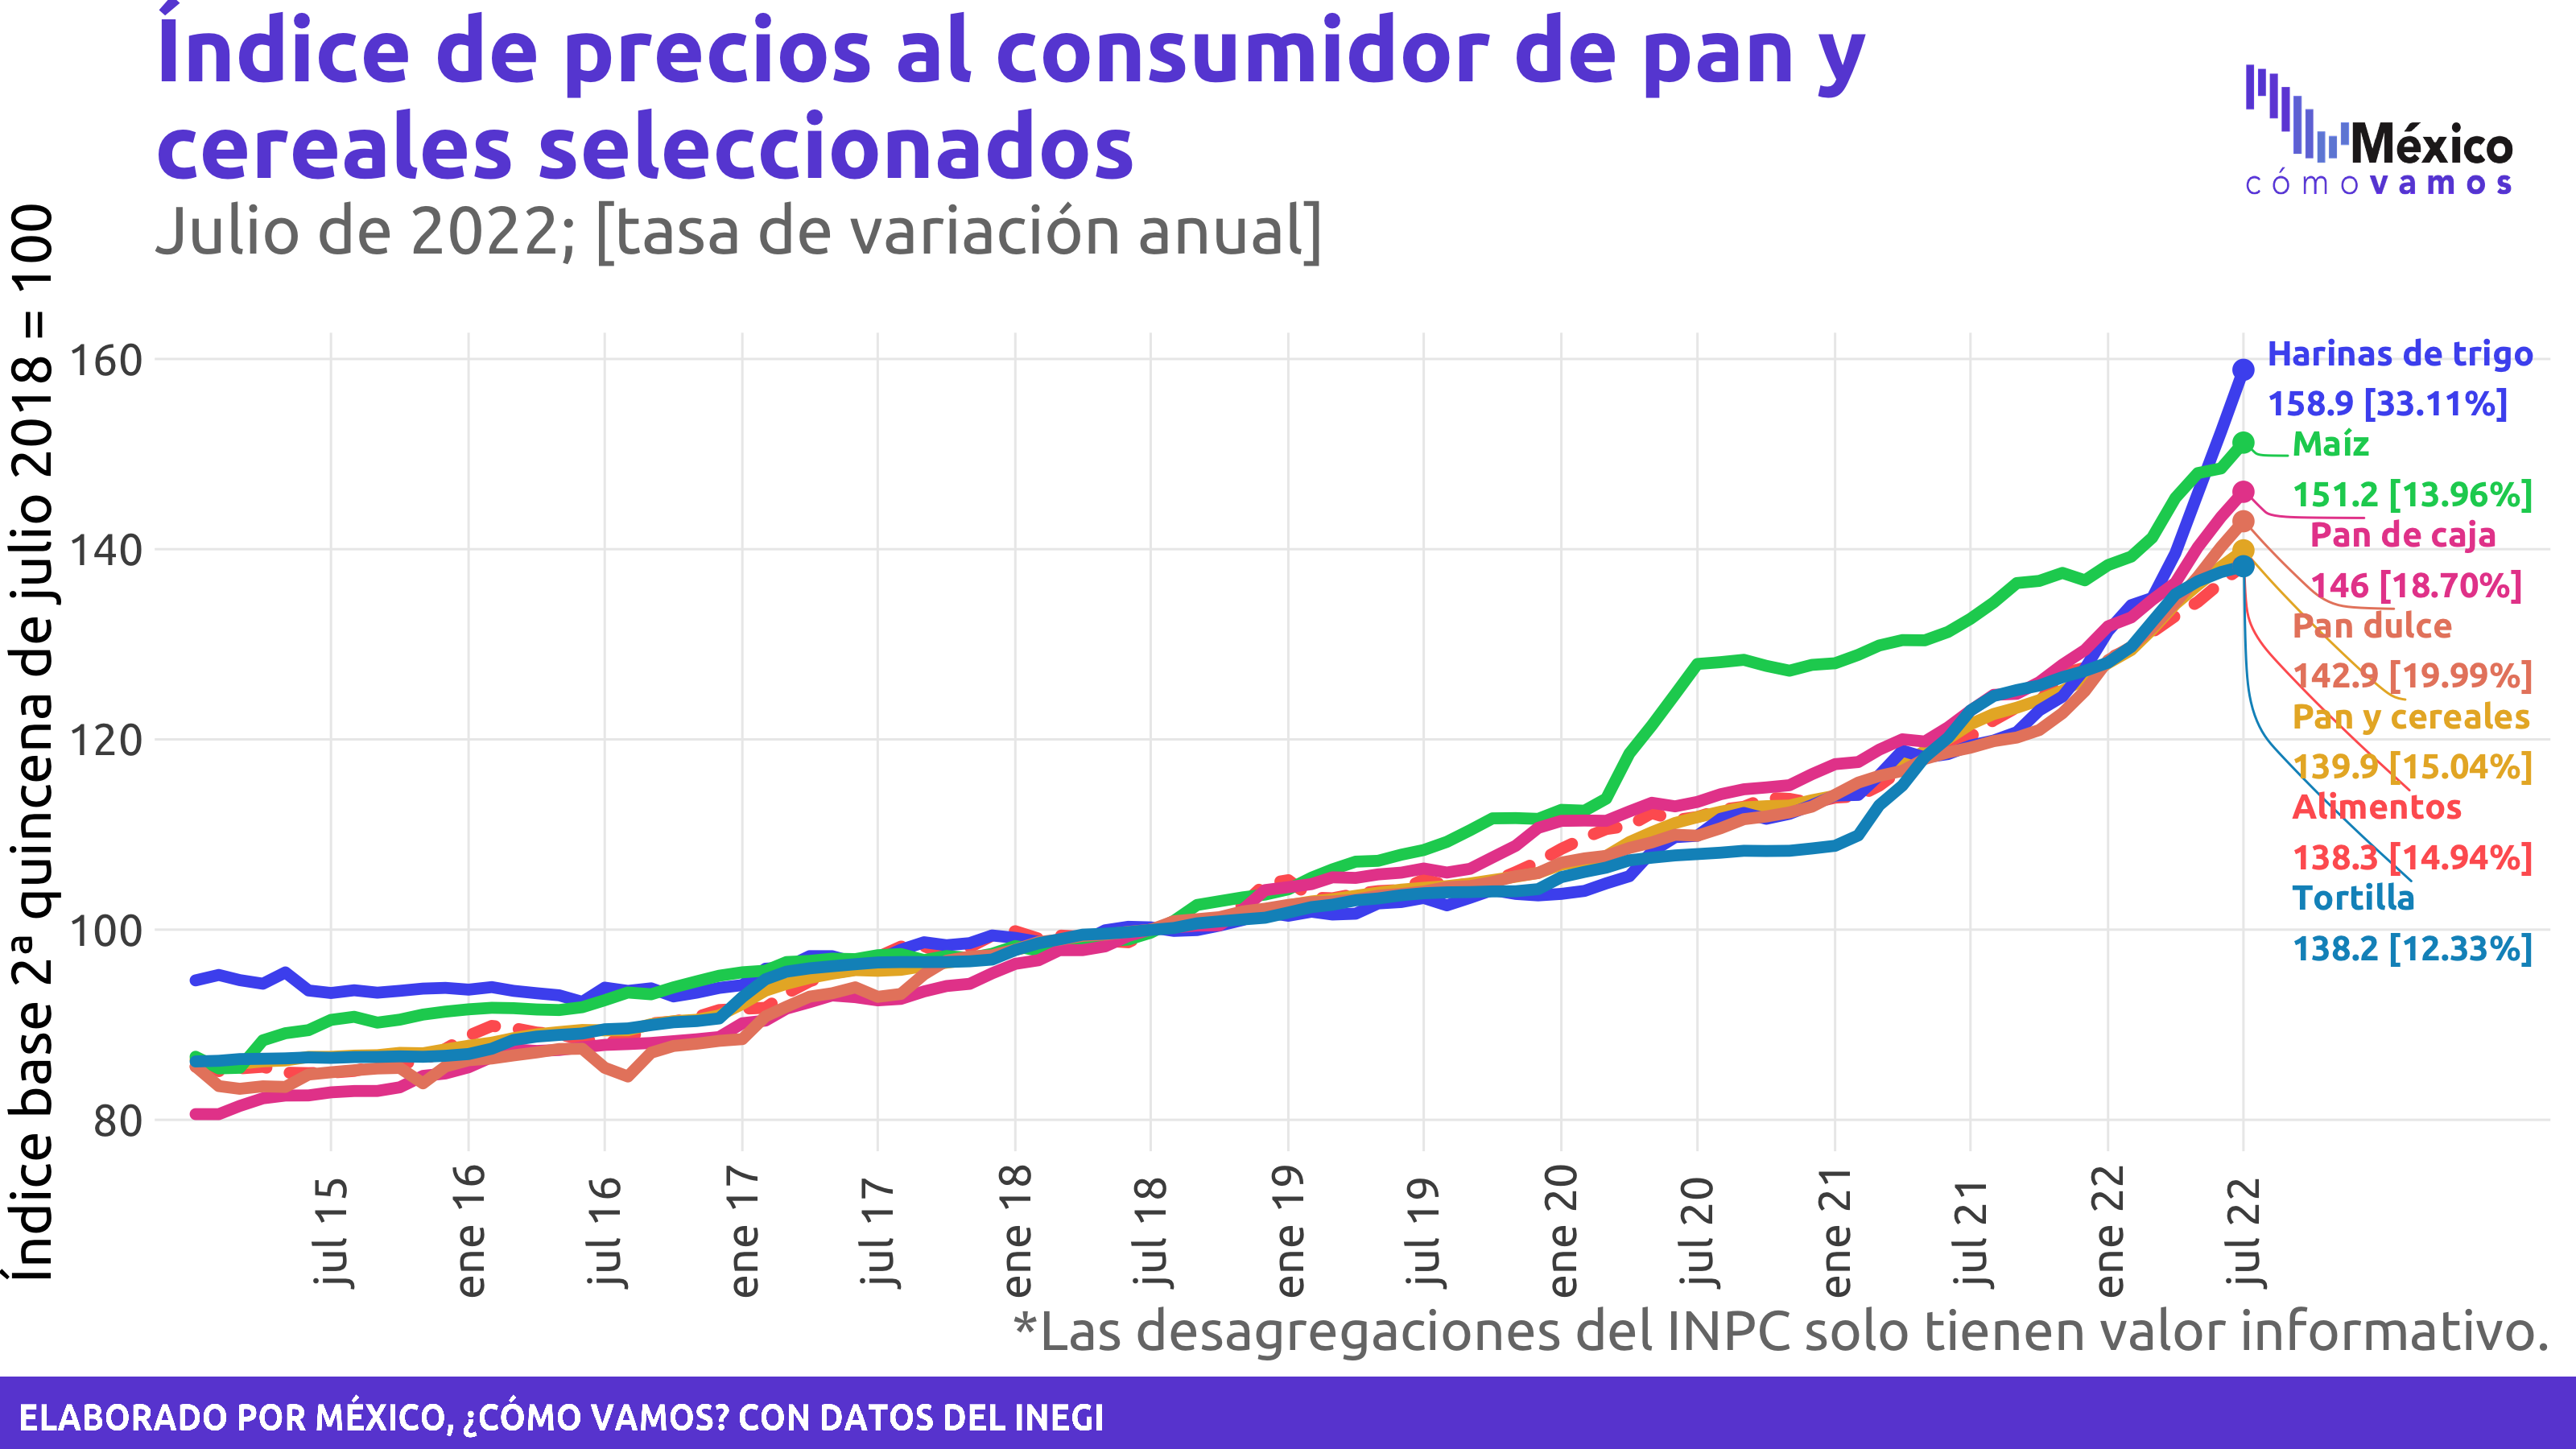 Índice de precios al consumidor de pan y
cereales seleccionados
Julio de 2022; [tasa de variación anual]
México
cómo vamos
Índice base 2ª quincena de julio 2018 = 100
160
140
120
100
80
Harinas de trigo
158.9 [33.11%]
Maíz
151.2 [13.96%]
Pan de caja
146 [18.70%]
Pan dulce
142.9 [19.99%]
Pan y cereales
139.9 [15.04%]
Alimentos
138.3 [14.94%]
Tortilla
138.2 [12.33%]
jul 15
ene 16
jul 16
ene 17
jul 17
ene 18
jul 18
ene 19
jul 19
ene 20
jul 20
ene 21
jul 21
ene 22
jul 22
*Las desagregaciones del INPC solo tienen valor informativo.
ELABORADO POR MÉXICO, ¿CÓMO VAMOS? CON DATOS DEL INEGI